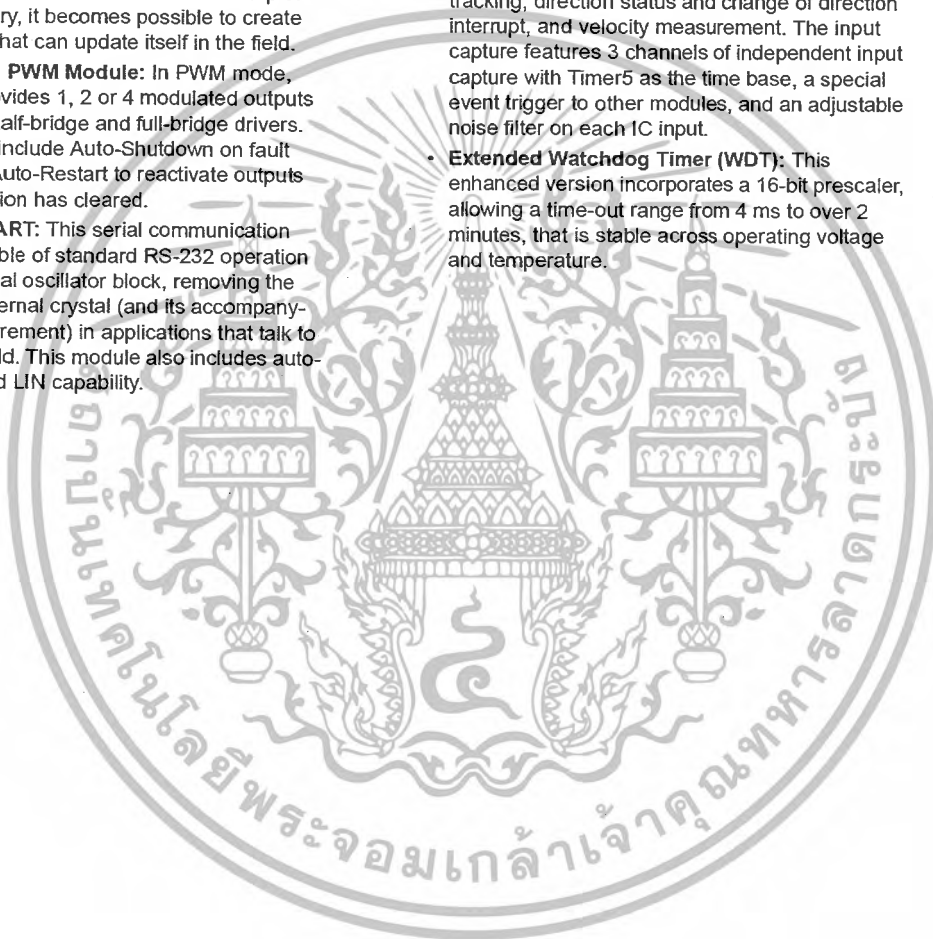 ry, it becomes possible to create
hat can update itself in the field.
PWM Module: In PWM mode,
vides 1, 2 or 4 modulated outputs
alf-bridge and full-bridge drivers.
include Auto-Shutdown on fault
uto-Restart to reactivate outputs
ion has cleared.
ART: This serial communication
ble of standard RS-232 operation
al oscillator block, removing the
ernal crystal (and its accompany-
rement) in applications that talk to
ld. This module also includes auto-
d LIN capability.
tracking, direction status and change of direction
interrupt, and velocity measurement. The input
capture features 3 channels of independent input
capture with Timer5 as the time base, a special
event trigger to other modules, and an adjustable
noise filter on each IC input.
• Extended Watchdog Timer (WDT): This
enhanced version incorporates a 16-bit prescaler,
allowing a time-out range from 4 ms to over 2
minutes, that is stable across operating voltage
and temperature.
สถาบันเทคโนโลยีพระจอมเกล้าเจ้าคุณทหารลาดกระบัง
๔